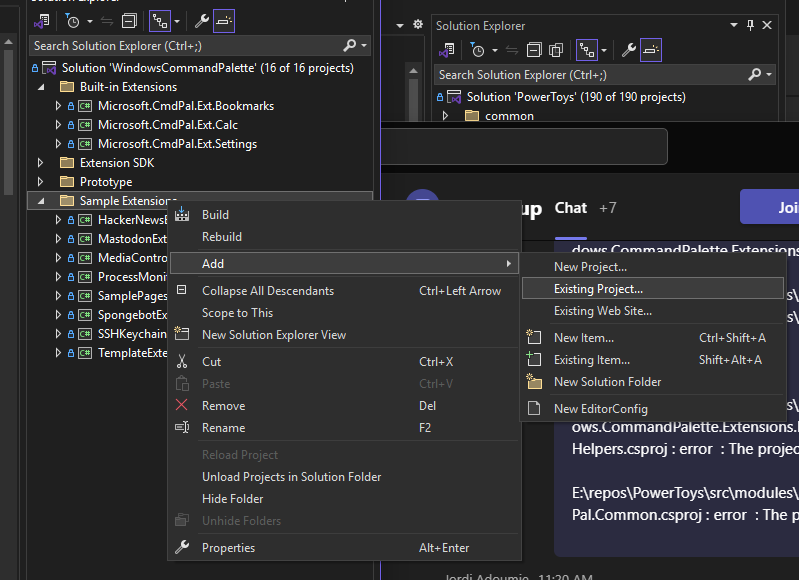 Solution Explorer
Search Solution Explorer (Ctrl+;)
Solution 'WindowsCommandPalette' (16 of 16 projects)
Built-in Extensions
Microsoft.CmdPal.Ext.Bookmarks
Microsoft.CmdPal.Ext.Calc
Microsoft.CmdPal.Ext.Settings
Extension SDK
Prototype
Sample Extensions
HackerNewsE
MastodonExt
MediaContro
ProcessMoni
SamplePages
SpongebotEx
SSHKeychain
TemplateExte
Build
Rebuild
Add
Collapse All Descendants Ctrl+Left Arrow
Scope to This
New Solution Explorer View
Cut Ctrl+X
Paste Ctrl+V
Remove Del
Rename F2
Reload Project
Unload Projects in Solution Folder
Hide Folder
Unhide Folders
Properties Alt+Enter
New Project...
Existing Project...
Existing Web Site...
New Item... Ctrl+Shift+A
Existing Item... Shift+Alt+A
New Solution Folder
New EditorConfig
Solution Explorer
Search Solution Explorer (Ctrl+;)
Solution 'PowerToys' (190 of 190 projects)
common
up Chat +7
Joi
dows.CommandPalette.Extensions
ows.CommandPalette.Extensions.
Helpers.csproj : error : The projec
E:\repos\PowerToys\src\modules\
Pal.Common.csproj : error : The p
Jordi Adoumie 11:20 AM